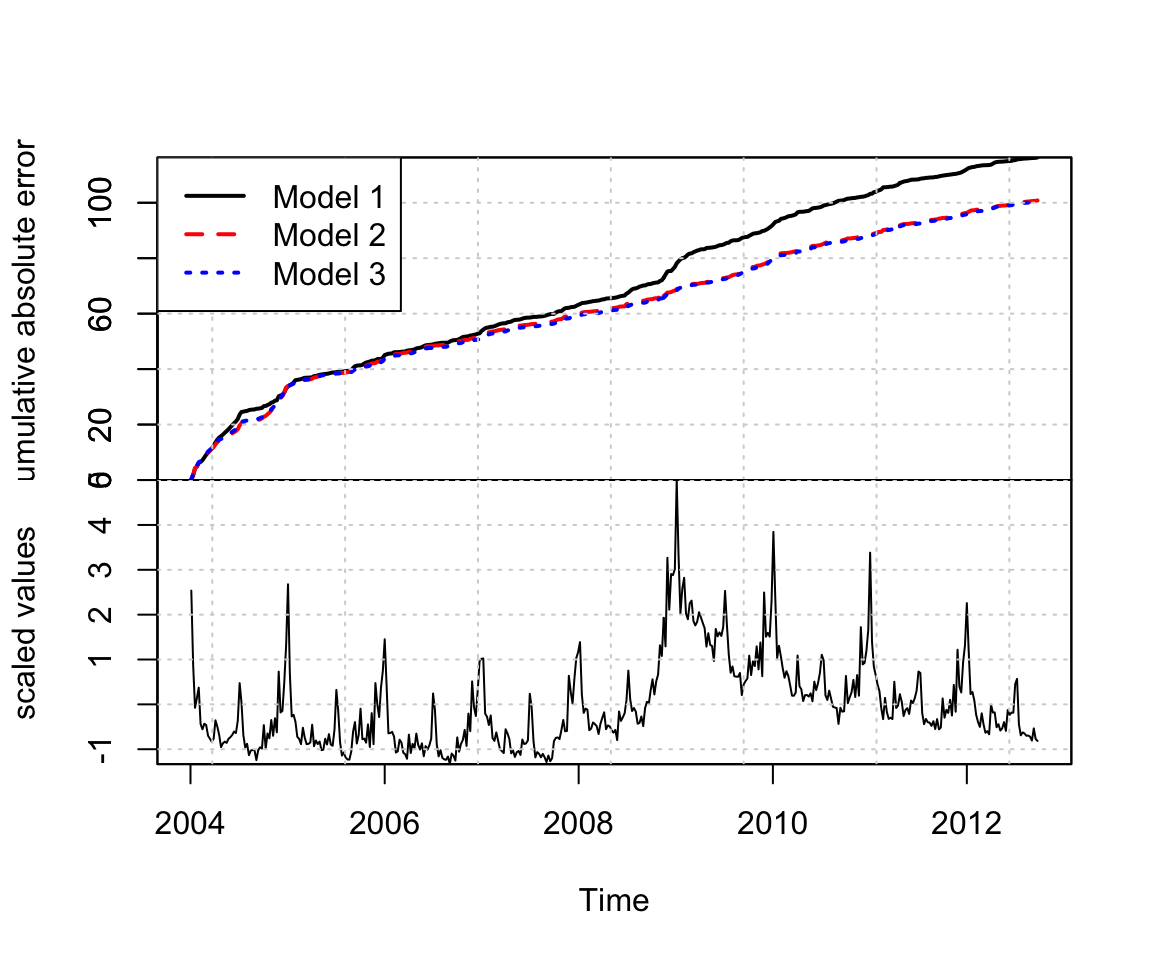 umulative absolute error
100
60
20
0
Model 1
Model 2
Model 3
scaled values
6
4
3
2
1
-1
2004 2006 2008 2010 2012
Time